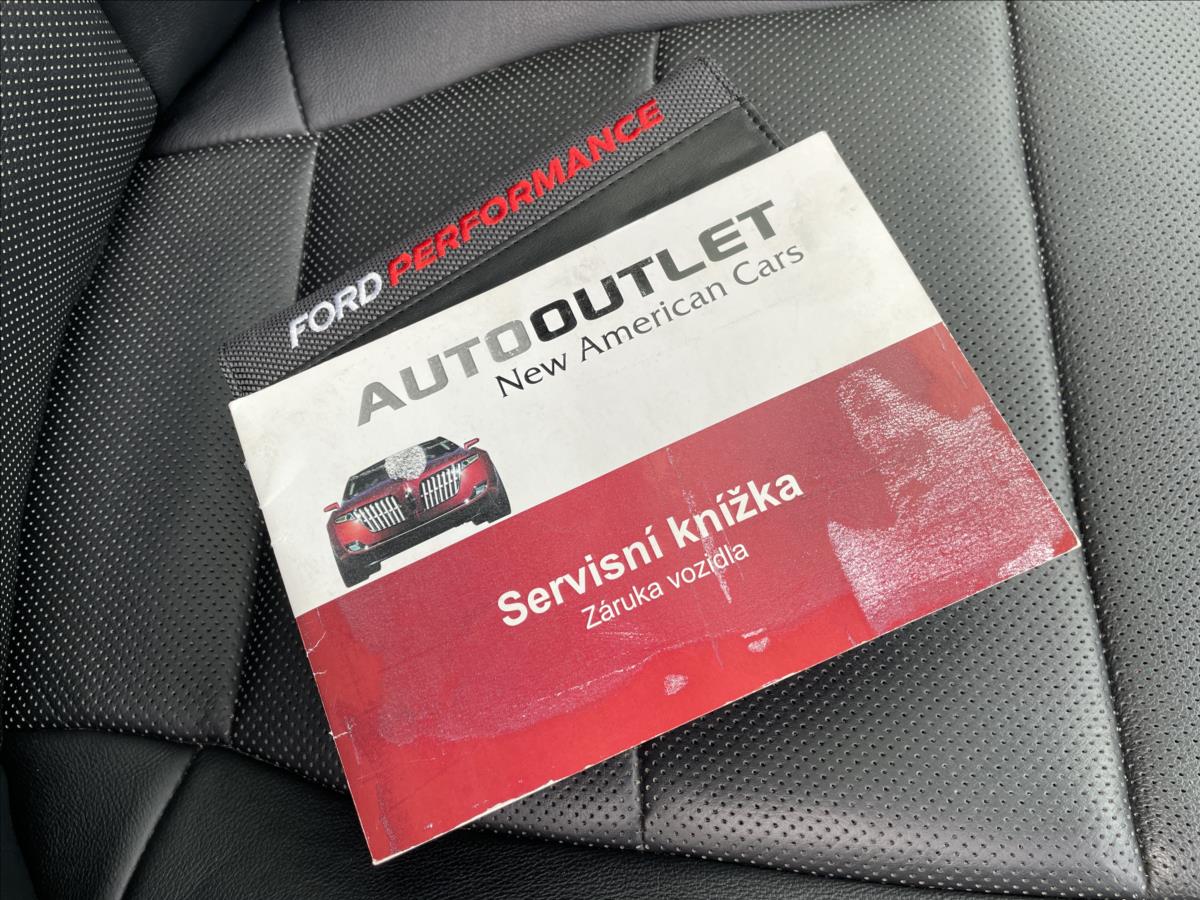 FORD PERFORMANCE
AUTOOUTLET
New American Cars
Servisní knížka
Záruka vozidla